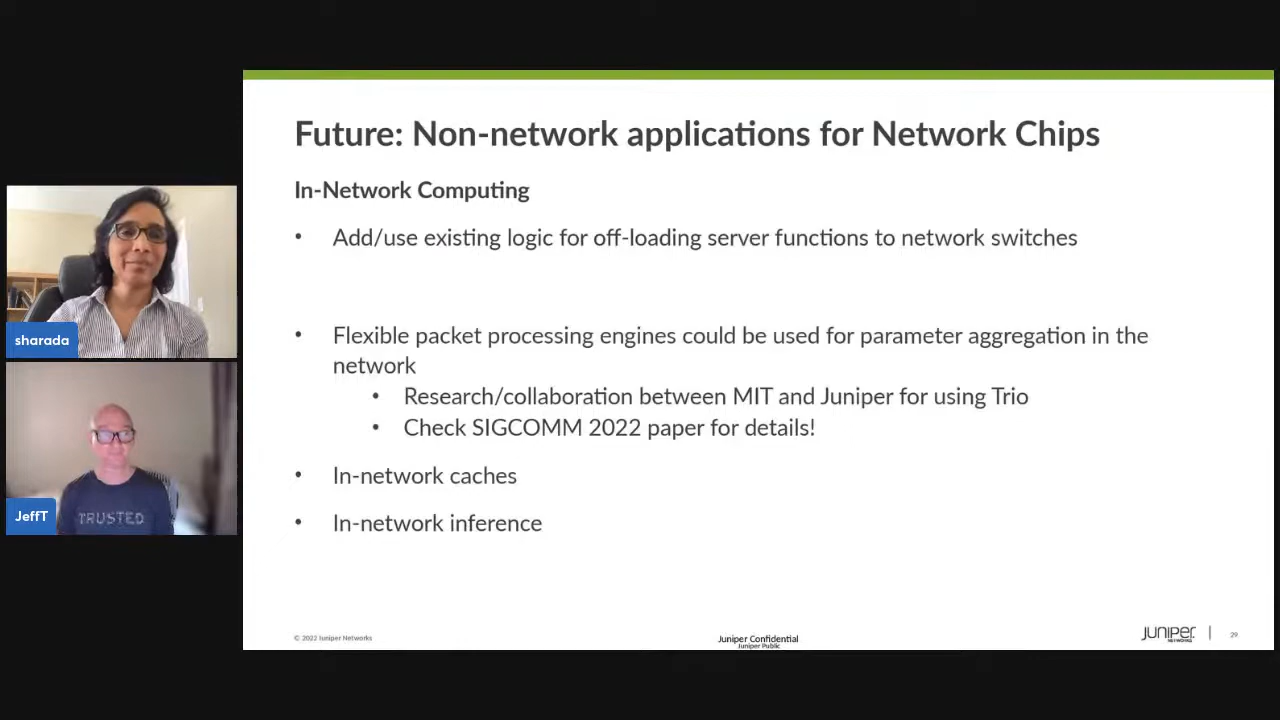 Future: Non-network applications for Network Chips
In-Network Computing
• Add/use existing logic for off-loading server functions to network switches
• Flexible packet processing engines could be used for parameter aggregation in the
network
• Research/collaboration between MIT and Juniper for using Trio
• Check SIGCOMM 2022 paper for details!
• In-network caches
• In-network inference
sharada
TRUSTED
JeffT
© 2022 Juniper Networks
Juniper Confidential
Juniper Public
JUNIPER
NETWORKS
29